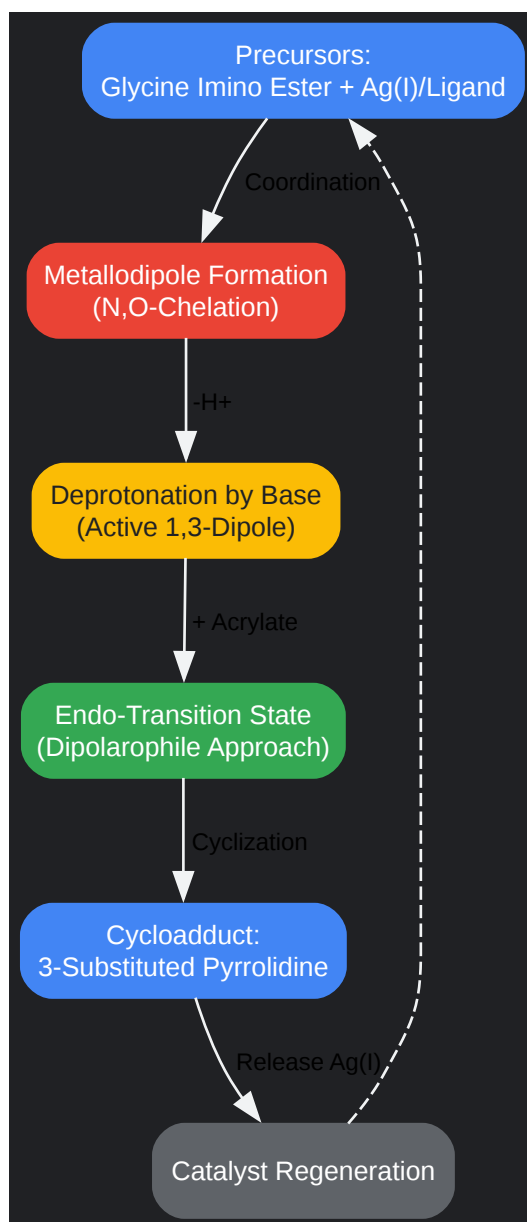 Precursors:
Glycine Imino Ester + Ag(I)/Ligand
Coordination
Metallodipole Formation
(N,O-Chelation)
-H+
Deprotonation by Base
(Active 1,3-Dipole)
+ Acrylate
Endo-Transition State
(Dipolarophile Approach)
Cyclization
Cycloadduct:
3-Substituted Pyrrolidine
Release Ag(I)
Catalyst Regeneration